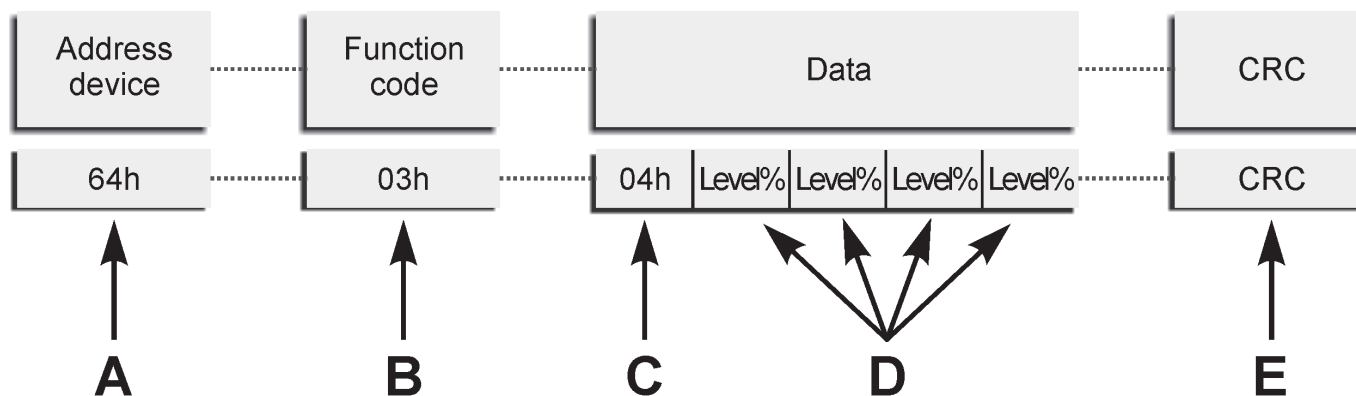 Address
device
Function
code
Data
CRC
64h
03h
04h Level% Level% Level% Level%
CRC
A
B
C
D
E